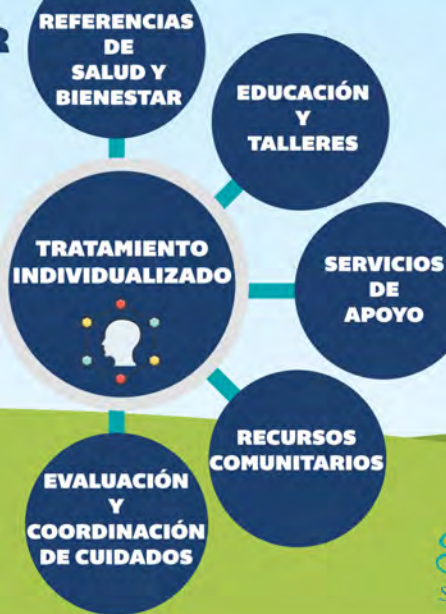 REFERENCIAS
DE
SALUD Y
BIENESTAR
EDUCACIÓN
Y
TALLERES
TRATAMIENTO
INDIVIDUALIZADO
SERVICIOS
DE
APOYO
RECURSOS
COMUNITARIOS
EVALUACIÓN
Y
COORDINACIÓN
DE CUIDADOS